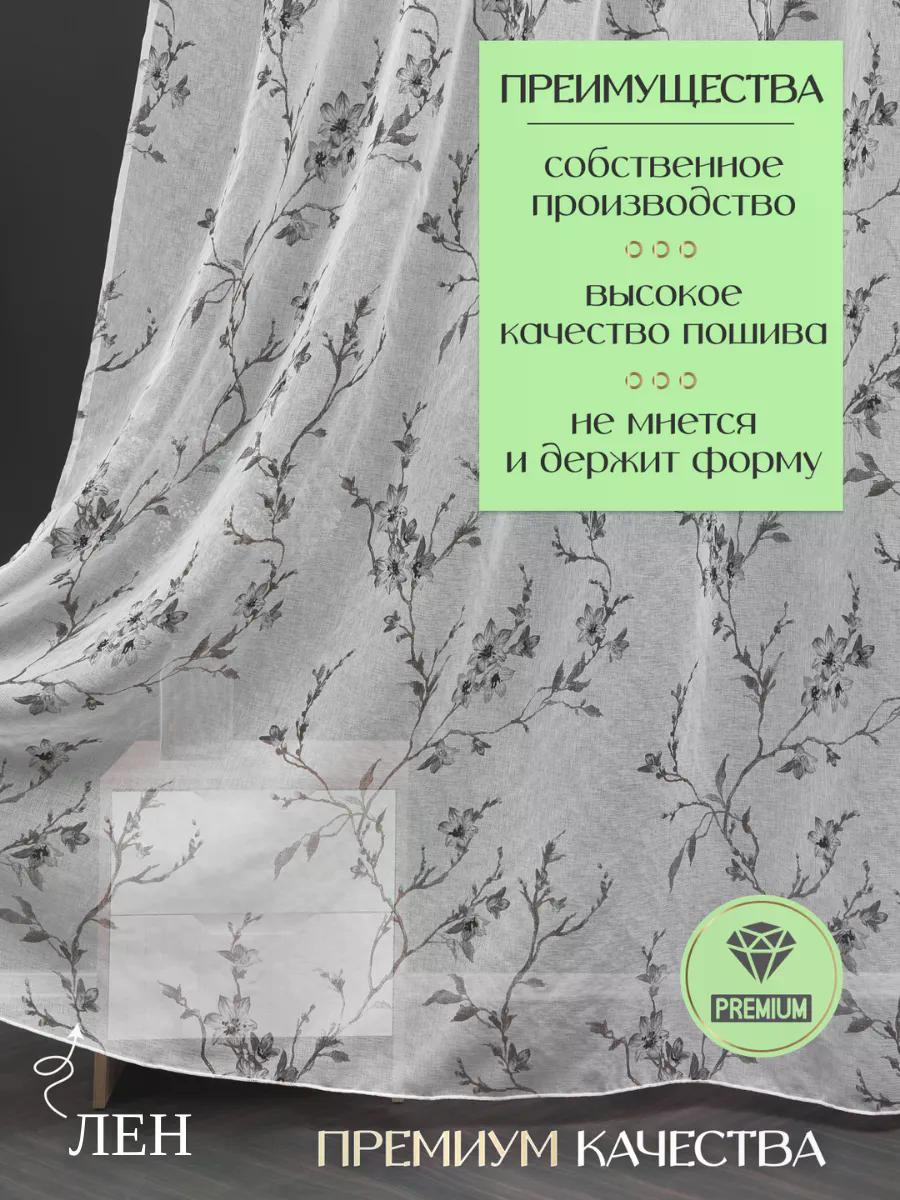 ПРЕИМУЩЕСТВА
собственное
производство
высокое
качество пошива
не мнется
и держит форму
PREMIUM
ЛЕН
ПРЕМИУМ КАЧЕСТВА